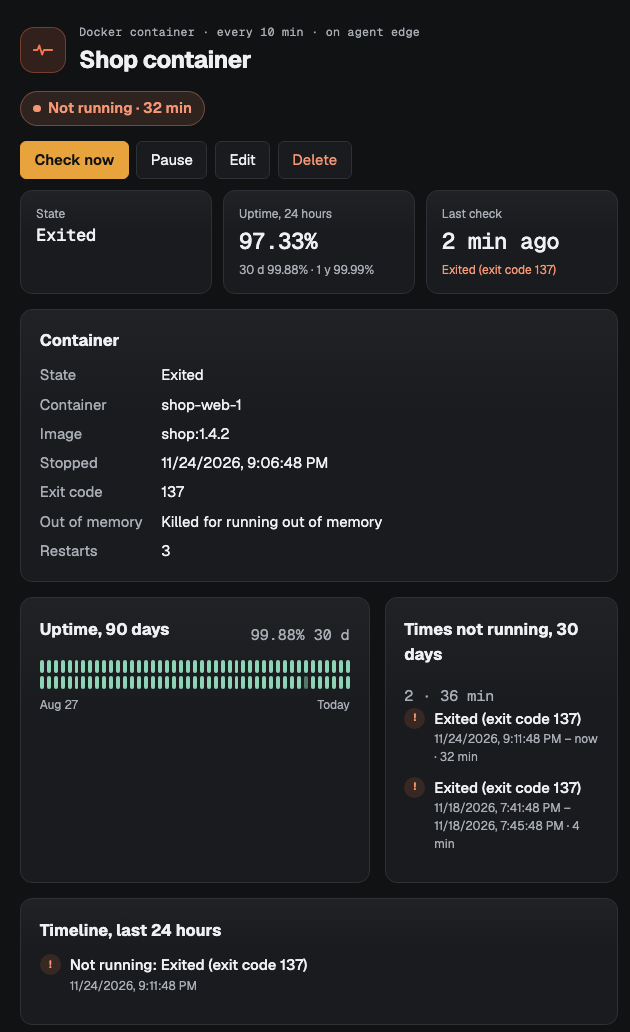 Docker container · every 10 min · on agent edge
Shop container
Not running · 32 min
Check now
Pause
Edit
Delete
State
Exited
Uptime, 24 hours
97.33%
30 d 99.88% · 1 y 99.99%
Last check
2 min ago
Exited (exit code 137)
Container
State Exited
Container shop-web-1
Image shop:1.4.2
Stopped 11/24/2026, 9:06:48 PM
Exit code 137
Out of memory Killed for running out of memory
Restarts 3
Uptime, 90 days
99.88% 30 d
Aug 27
Today
Times not running, 30
days
2 · 36 min
! Exited (exit code 137)
11/24/2026, 9:11:48 PM – now
· 32 min
! Exited (exit code 137)
11/18/2026, 7:41:48 PM –
11/18/2026, 7:45:48 PM · 4
min
Timeline, last 24 hours
! Not running: Exited (exit code 137)
11/24/2026, 9:11:48 PM